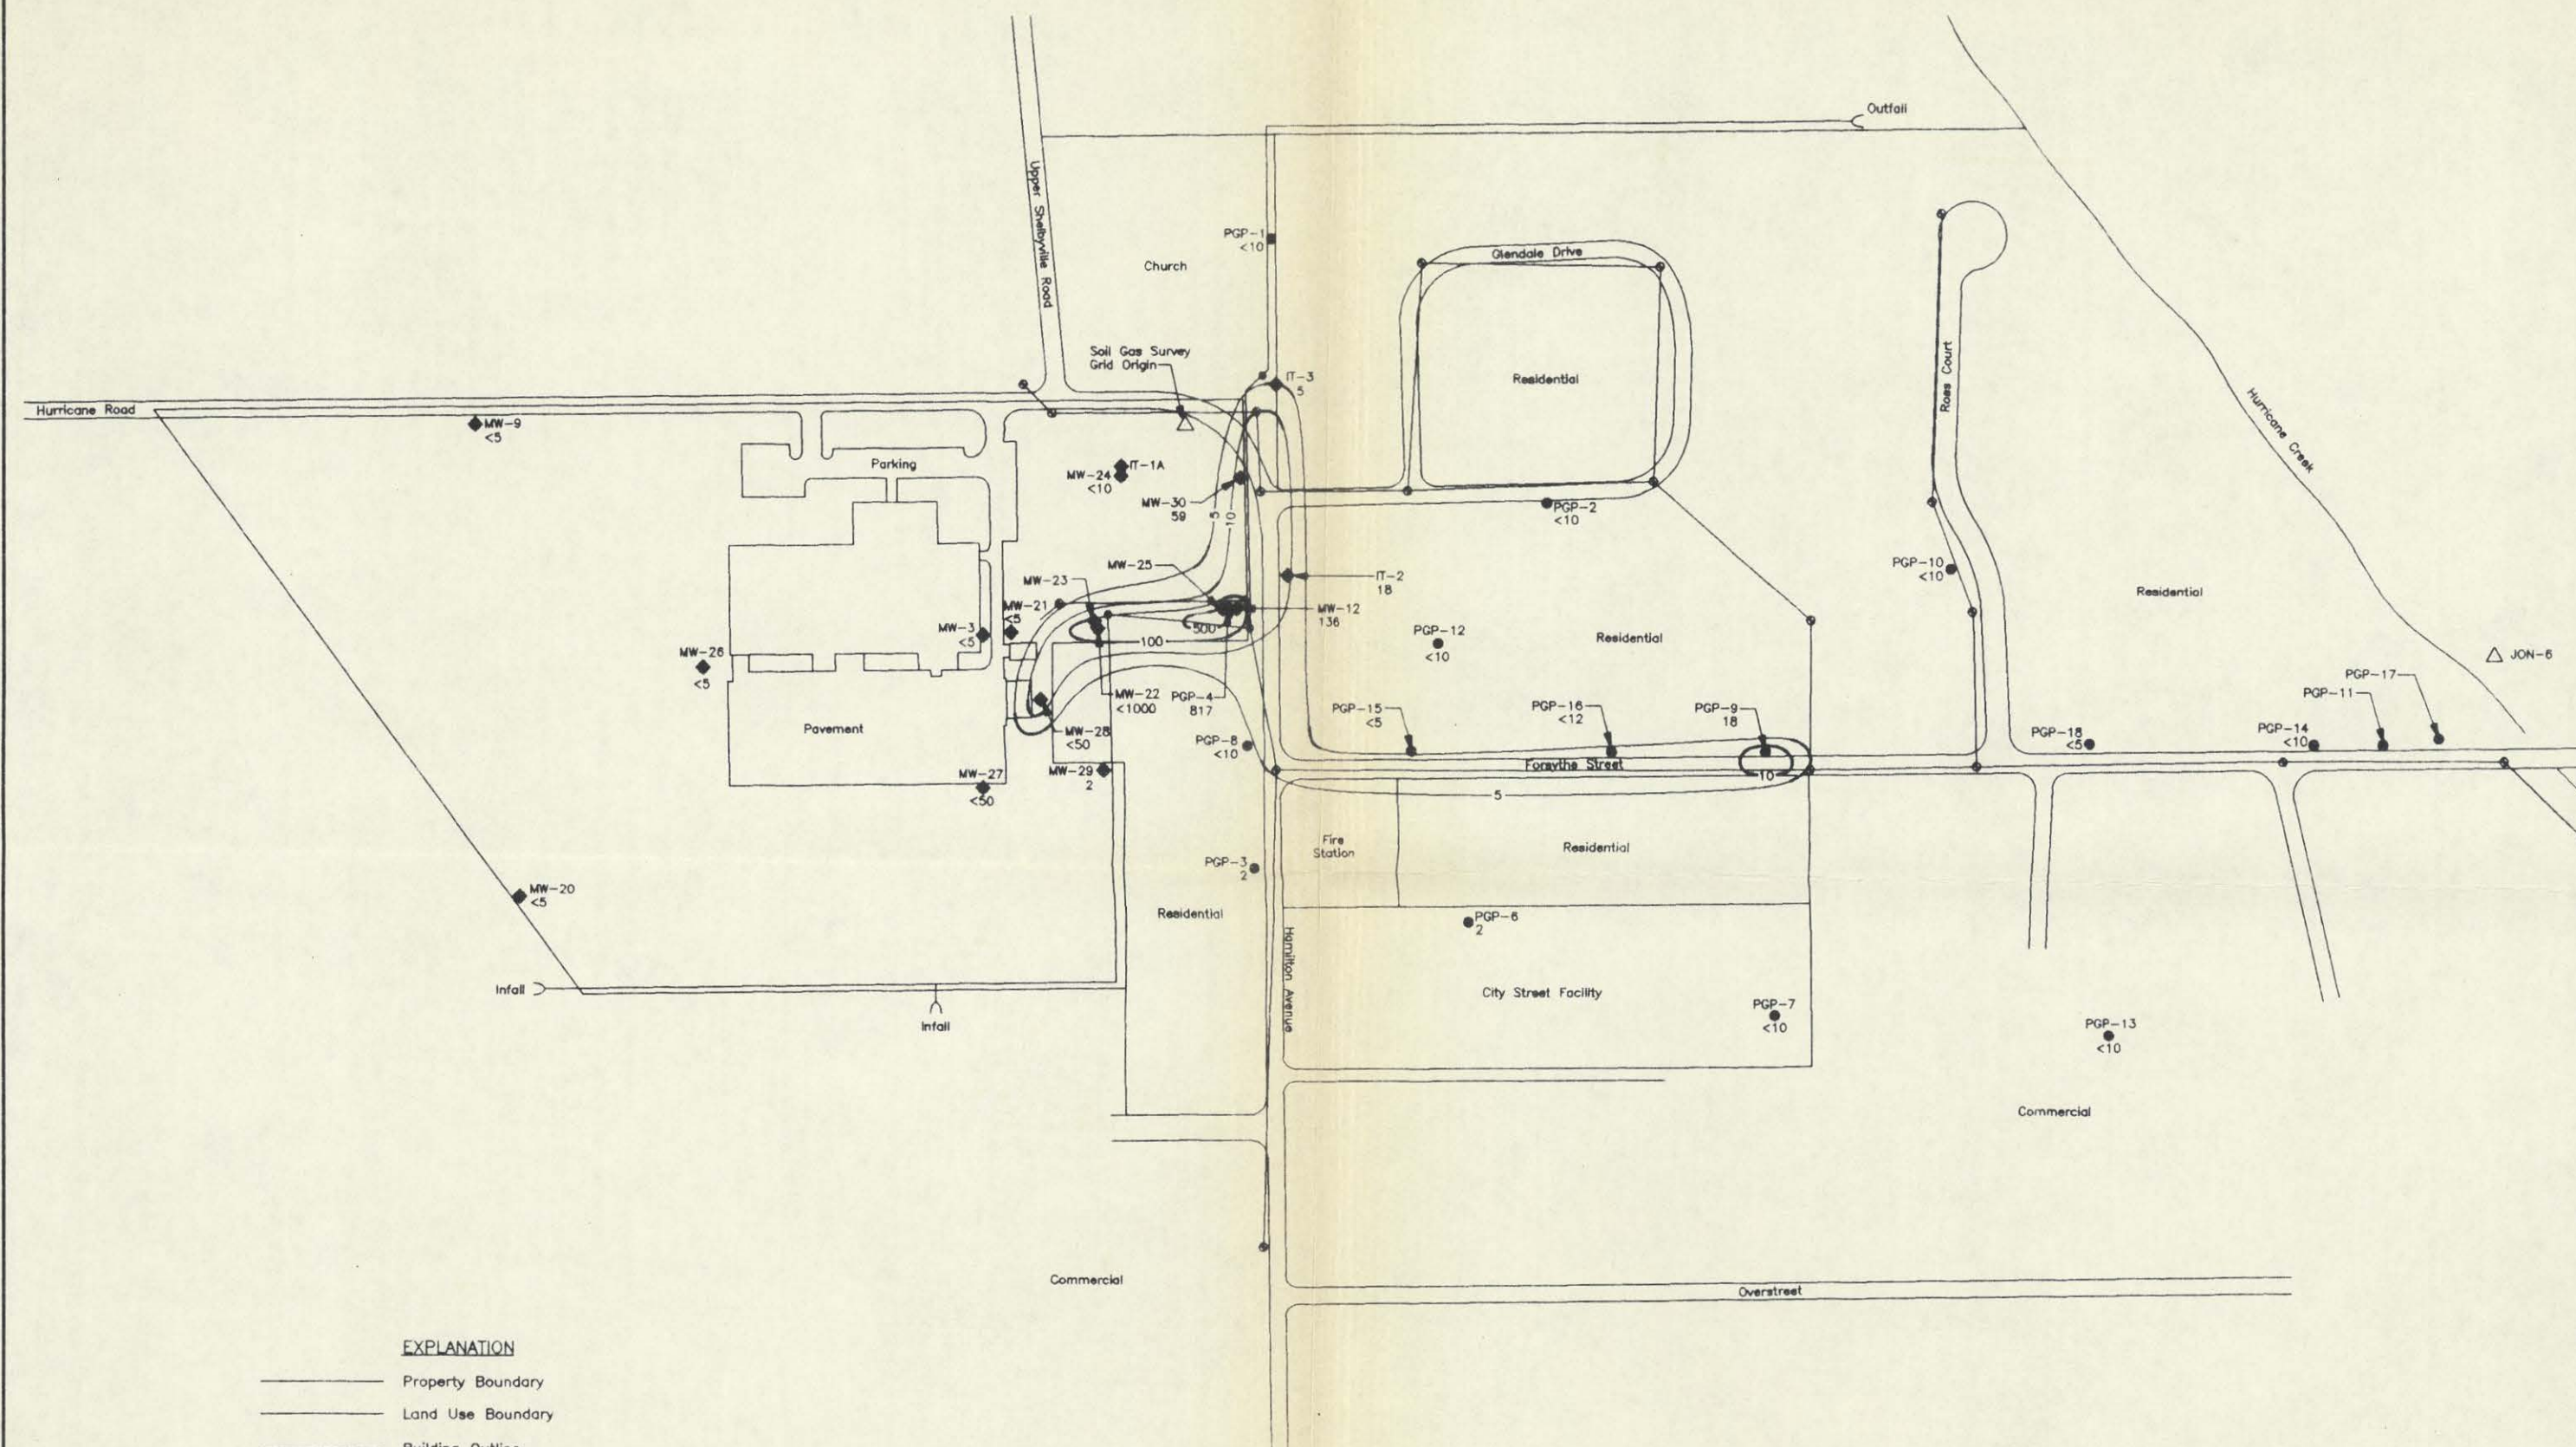 Outfall
Upper Shelbyville Road
PGP-1
<10
Church
Glendale Drive
Soil Gas Survey
Grid Origin
IT-3
5
Residential
Ross Court
Hurricane Creek
Hurricane Road
MW-9
<5
Parking
IT-1A
MW-24
<10
MW-30
59
5
10
PGP-2
<10
MW-25
MW-23
IT-2
18
PGP-10
<10
Residential
MW-21
<5
MW-3
<5
500
MW-12
136
100
PGP-12
<10
Residential
MW-26
<5
JON-6
PGP-17
PGP-11
MW-22
<1000
PGP-4
817
PGP-15
<5
PGP-16
<12
PGP-9
18
Pavement
MW-28
<50
PGP-8
<10
PGP-18
<5
PGP-14
<10
Forsythe Street
10
MW-27
<50
MW-29
2
5
Fire
Station
Residential
PGP-3
2
MW-20
<5
Residential
PGP-6
2
Hamilton Avenue
Infall
Infall
City Street Facility
PGP-7
<10
PGP-13
<10
Commercial
Commercial
Overstreet
EXPLANATION
Property Boundary
Land Use Boundary
Building Outline